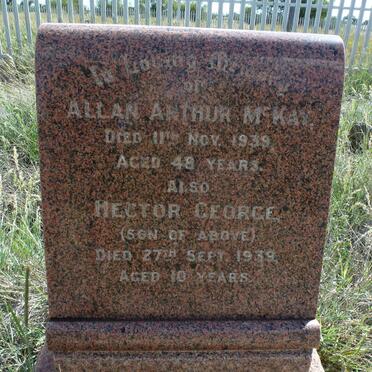 In Loving Memory
of
ALLAN ARTHUR McKAY.
DIED 11TH NOV. 1939.
AGED 48 YEARS.
ALSO
HECTOR GEORGE.
(SON OF ABOVE)
DIED 27TH SEPT. 1939.
AGED 10 YEARS.